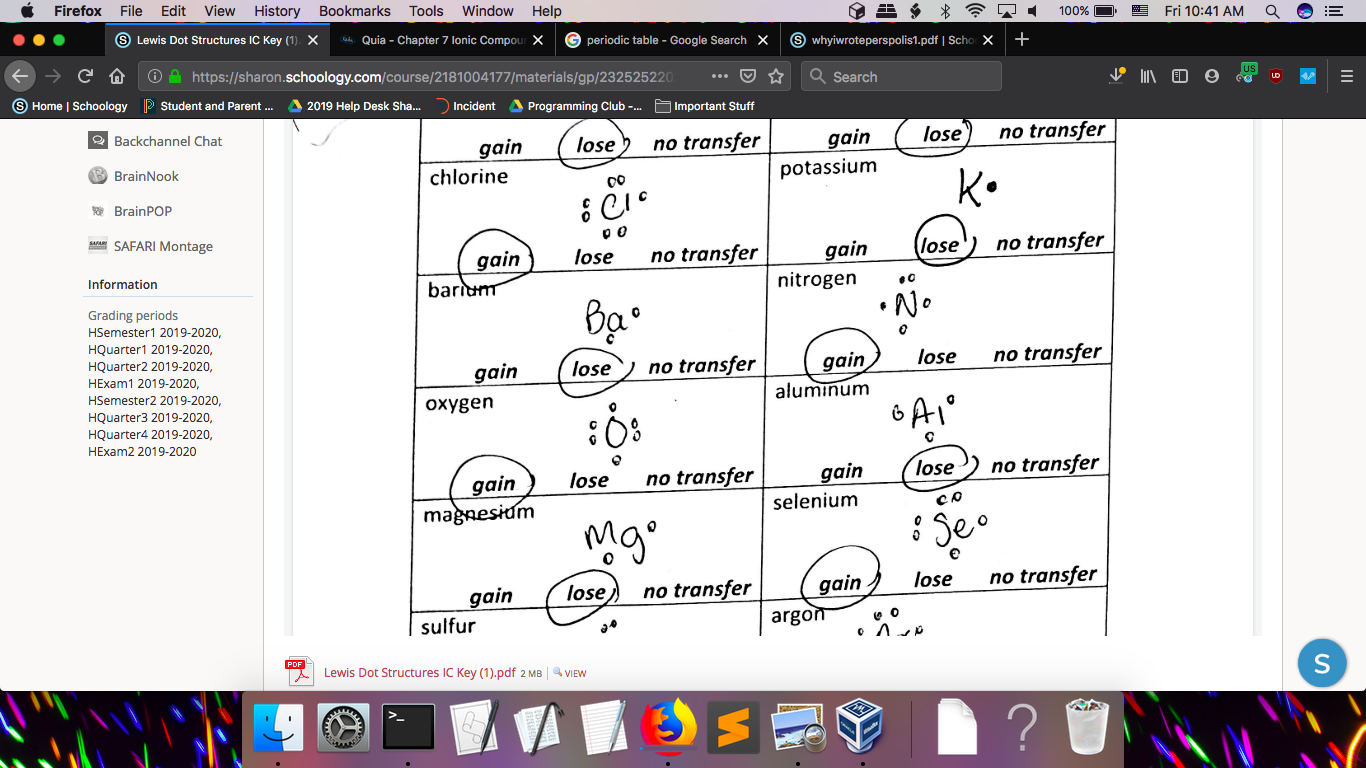 Firefox File Edit View History Bookmarks Tools Window Help 100% Fri 10:41 AM
Lewis Dot Structures IC Key (1). Quia - Chapter 7 Ionic Compou periodic table - Google Search whyiwroteperspolis1.pdf | Scho
https://sharon.schoology.com/course/2181004177/materials/gp/232525220 Search US
Home | Schoology Student and Parent ... 2019 Help Desk Sha... Incident Programming Club -... Important Stuff
Backchannel Chat
BrainNook
BrainPOP
SAFARI Montage
Information
Grading periods
HSemester1 2019-2020,
HQuarter1 2019-2020,
HQuarter2 2019-2020,
HExam1 2019-2020,
HSemester2 2019-2020,
HQuarter3 2019-2020,
HQuarter4 2019-2020,
HExam2 2019-2020
gain lose no transfer
gain lose no transfer
chlorine
Cl
gain lose no transfer
potassium
K
gain lose no transfer
barium
Ba
gain lose no transfer
nitrogen
N
gain lose no transfer
oxygen
O
gain lose no transfer
aluminum
Al
gain lose no transfer
magnesium
Mg
gain lose no transfer
selenium
Se
gain lose no transfer
sulfur
argon
PDF Lewis Dot Structures IC Key (1).pdf 2 MB VIEW
S